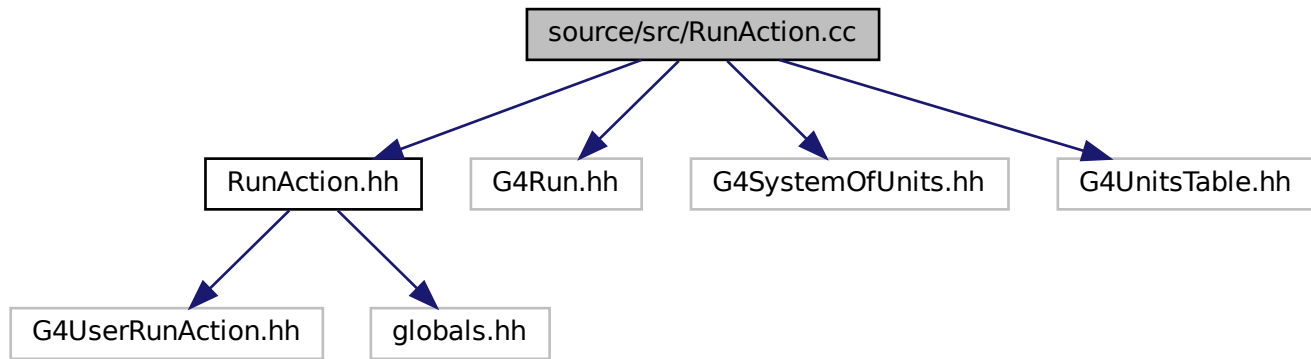 source/src/RunAction.cc
RunAction.hh
G4Run.hh
G4SystemOfUnits.hh
G4UnitsTable.hh
G4UserRunAction.hh
globals.hh